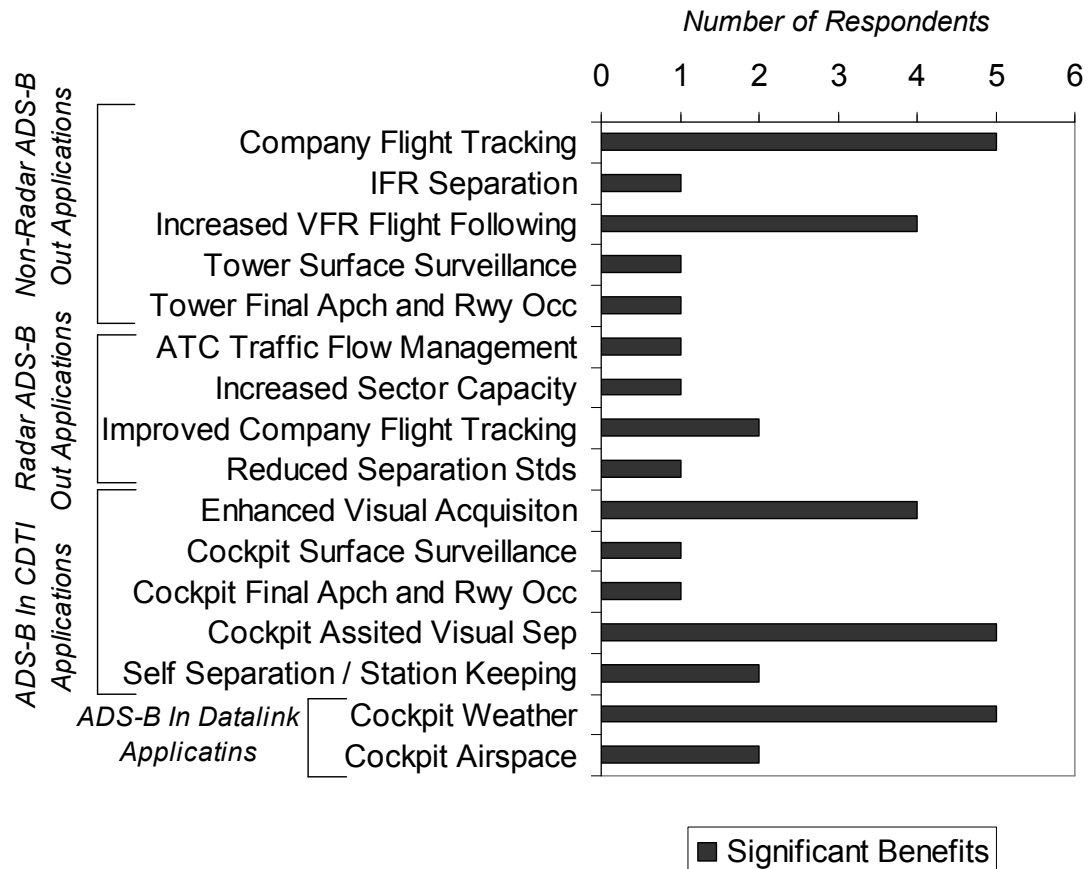 Number of Respondents
0 1 2 3 4 5 6
Non-Radar ADS-B
Out Applications
Company Flight Tracking
IFR Separation
Increased VFR Flight Following
Tower Surface Surveillance
Tower Final Apch and Rwy Occ
Radar ADS-B
Out Applications
ATC Traffic Flow Management
Increased Sector Capacity
Improved Company Flight Tracking
Reduced Separation Stds
ADS-B In CDTI
Applications
Enhanced Visual Acquisiton
Cockpit Surface Surveillance
Cockpit Final Apch and Rwy Occ
Cockpit Assited Visual Sep
Self Separation / Station Keeping
ADS-B In Datalink
Applicatins
Cockpit Weather
Cockpit Airspace
Significant Benefits